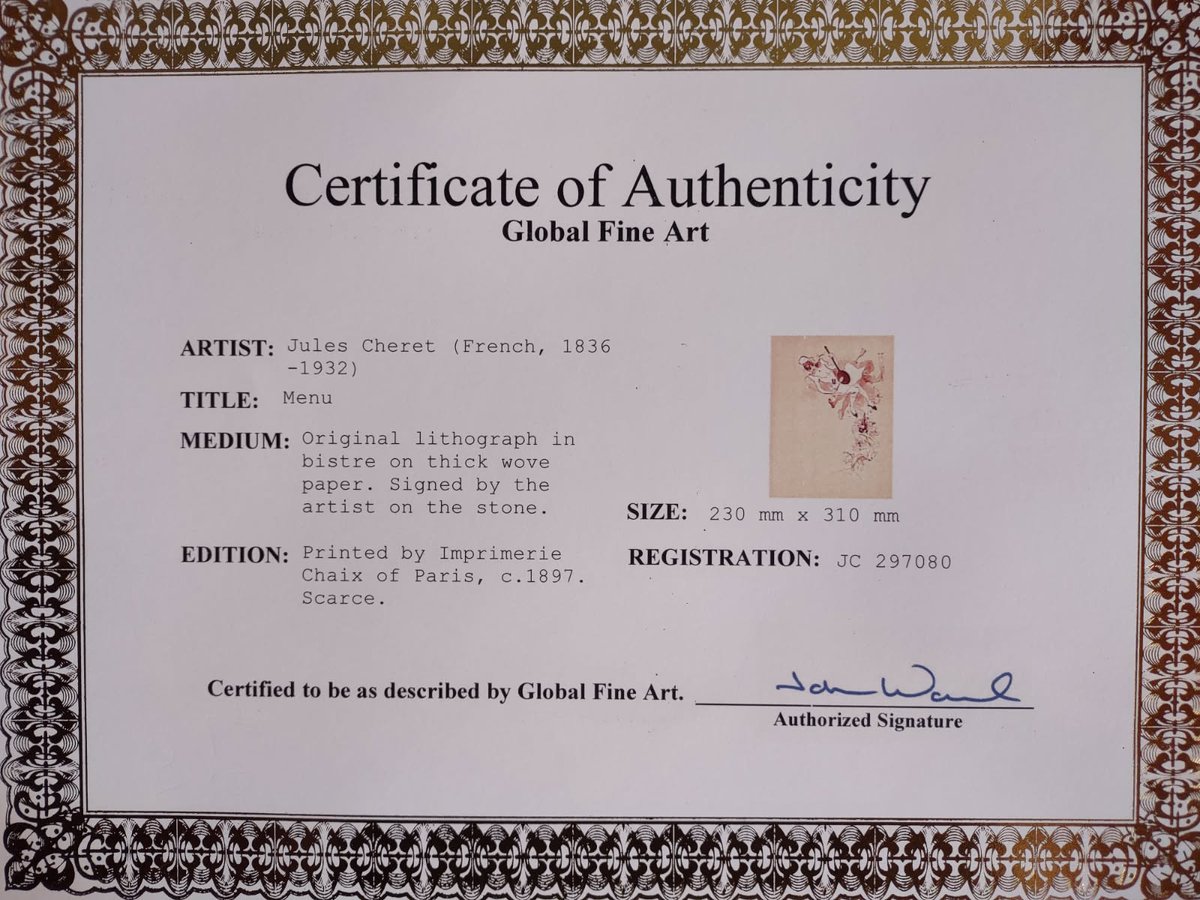 Certificate of Authenticity
Global Fine Art
ARTIST: Jules Cheret (French, 1836
-1932)
TITLE: Menu
MEDIUM: Original lithograph in
bistre on thick wove
paper. Signed by the
artist on the stone.
SIZE: 230 mm x 310 mm
EDITION: Printed by Imprimerie
Chaix of Paris, c.1897.
Scarce.
REGISTRATION: JC 297080
Certified to be as described by Global Fine Art.
Authorized Signature